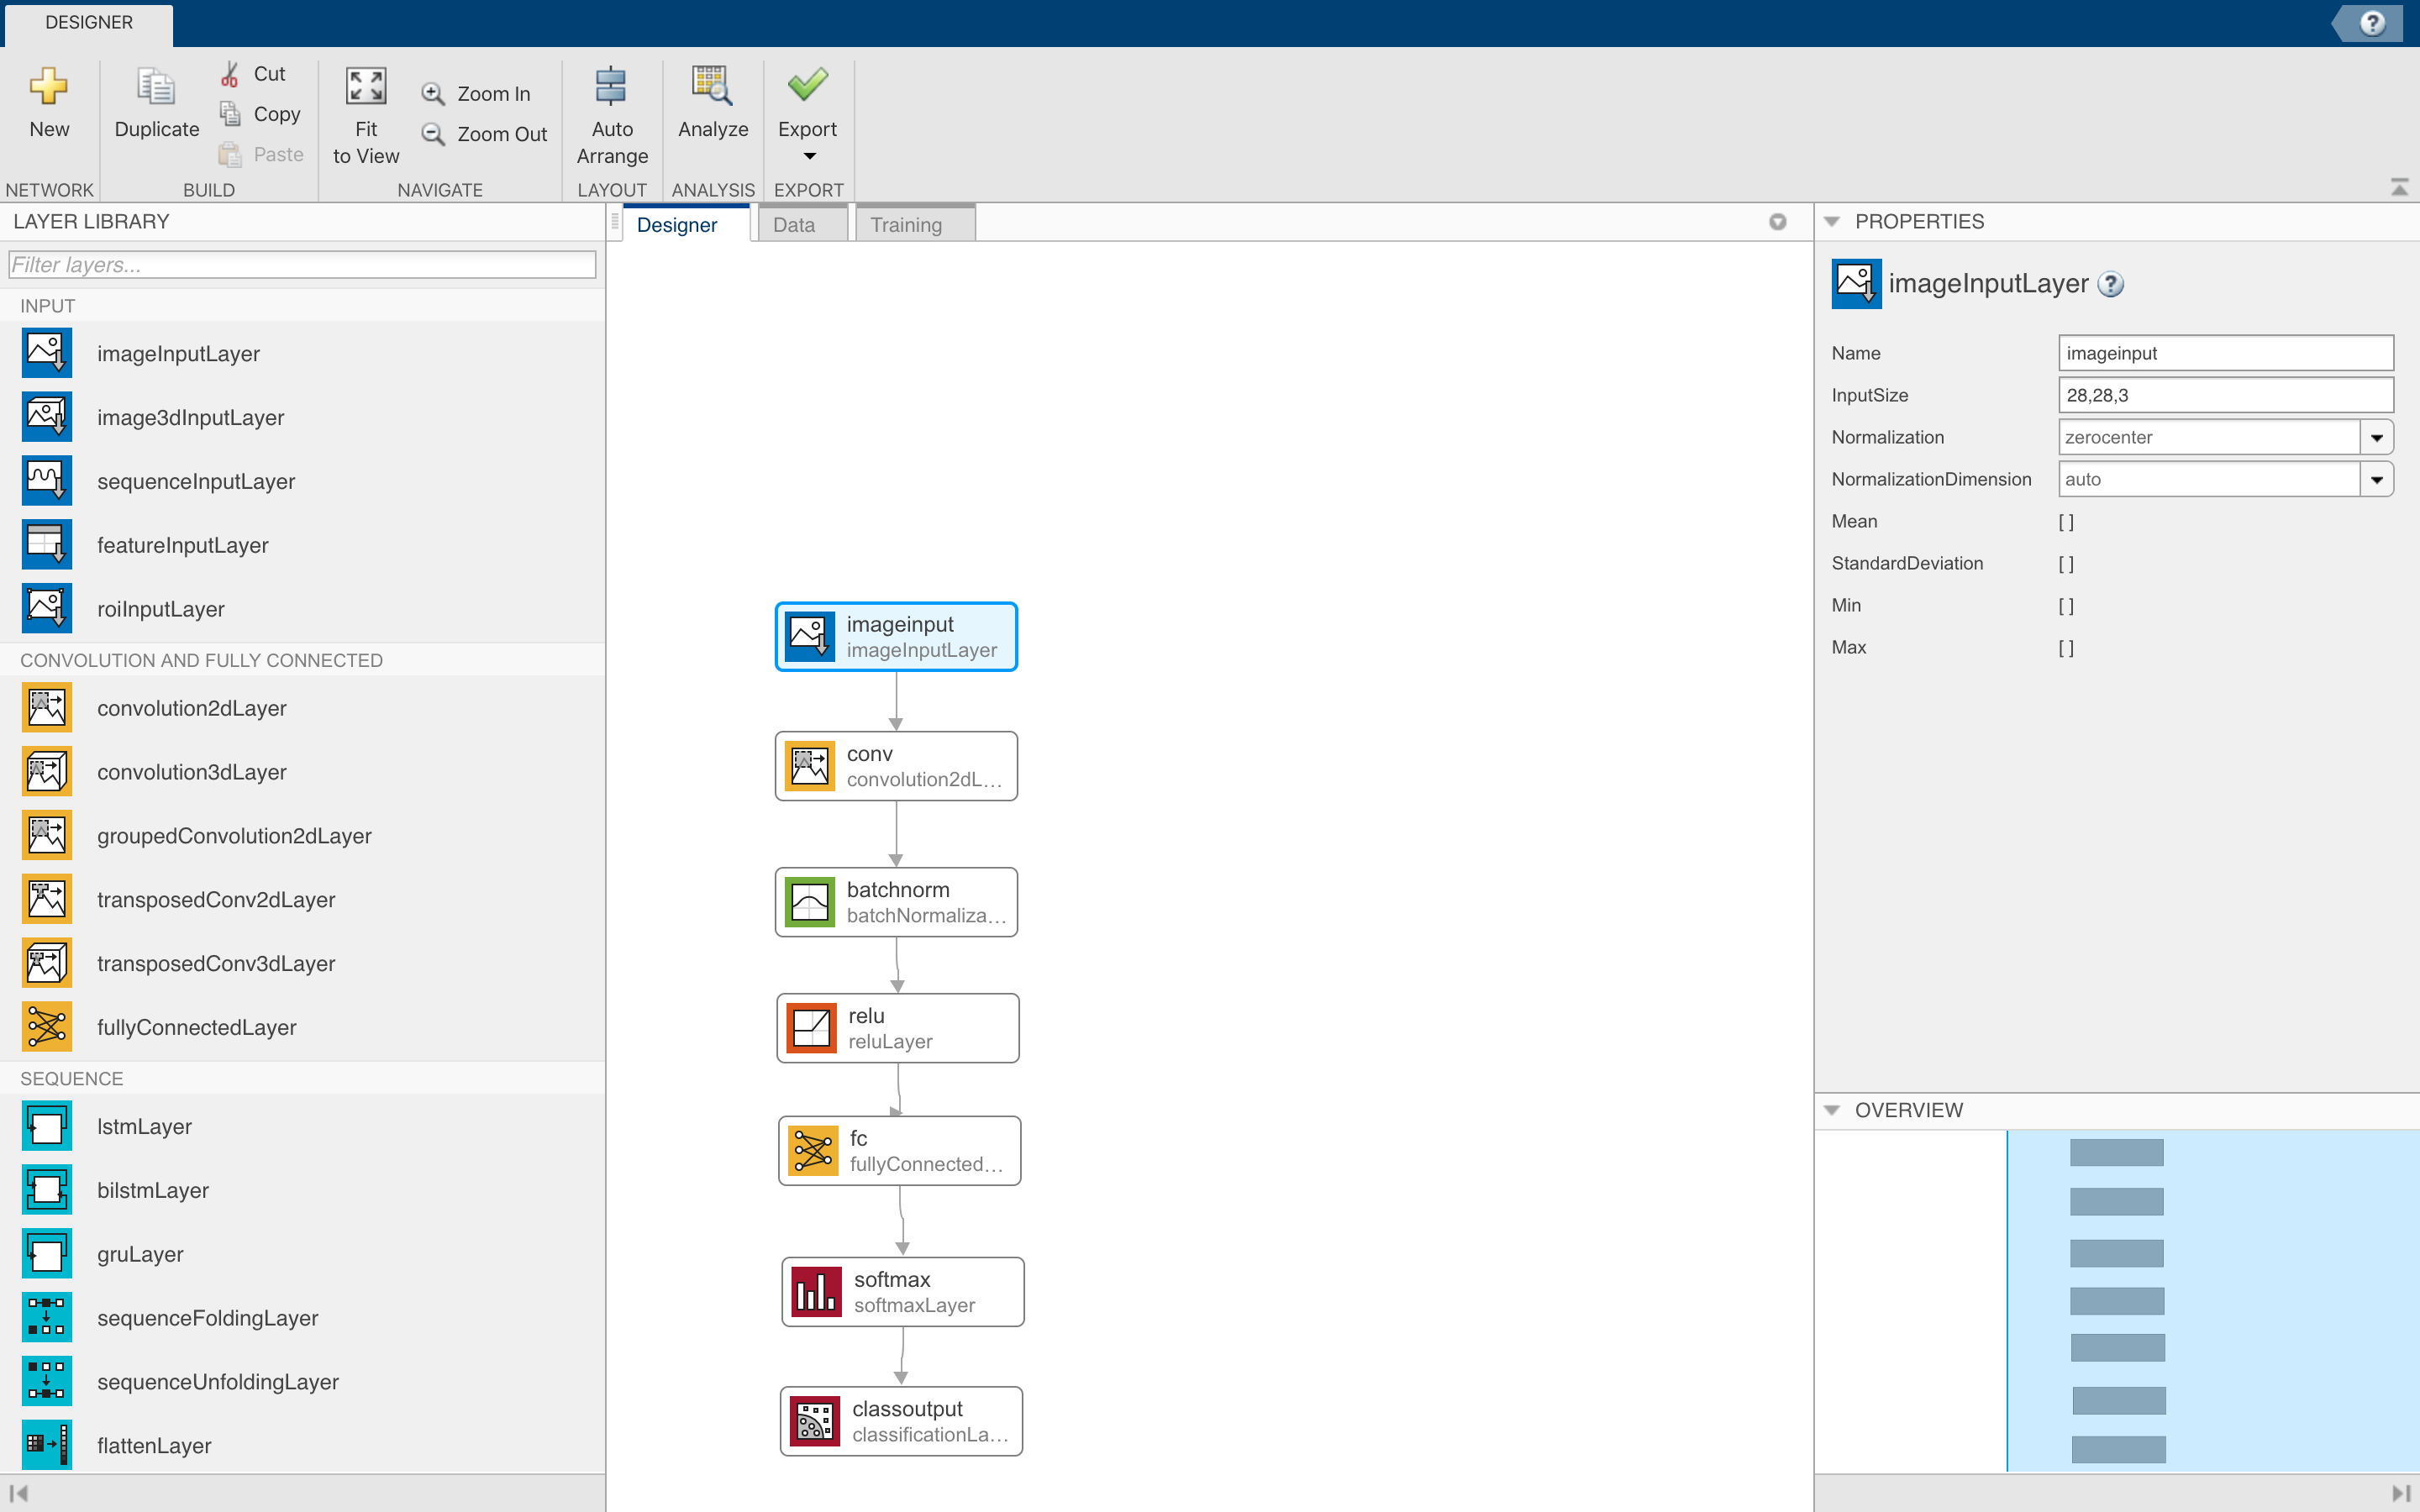 DESIGNER
New
Duplicate
Cut
Copy
Paste
Fit
to View
Zoom In
Zoom Out
Auto
Arrange
Analyze
Export
NETWORK
BUILD
NAVIGATE
LAYOUT
ANALYSIS
EXPORT
LAYER LIBRARY
Filter layers...
INPUT
imageInputLayer
image3dInputLayer
sequenceInputLayer
featureInputLayer
roiInputLayer
CONVOLUTION AND FULLY CONNECTED
convolution2dLayer
convolution3dLayer
groupedConvolution2dLayer
transposedConv2dLayer
transposedConv3dLayer
fullyConnectedLayer
SEQUENCE
lstmLayer
bilstmLayer
gruLayer
sequenceFoldingLayer
sequenceUnfoldingLayer
flattenLayer
Designer
Data
Training
imageinput
imageInputLayer
conv
convolution2dL...
batchnorm
batchNormaliza...
relu
reluLayer
fc
fullyConnected...
softmax
softmaxLayer
classoutput
classificationLa...
PROPERTIES
imageInputLayer ?
Name imageinput
InputSize 28,28,3
Normalization zerocenter
NormalizationDimension auto
Mean [ ]
StandardDeviation [ ]
Min [ ]
Max [ ]
OVERVIEW